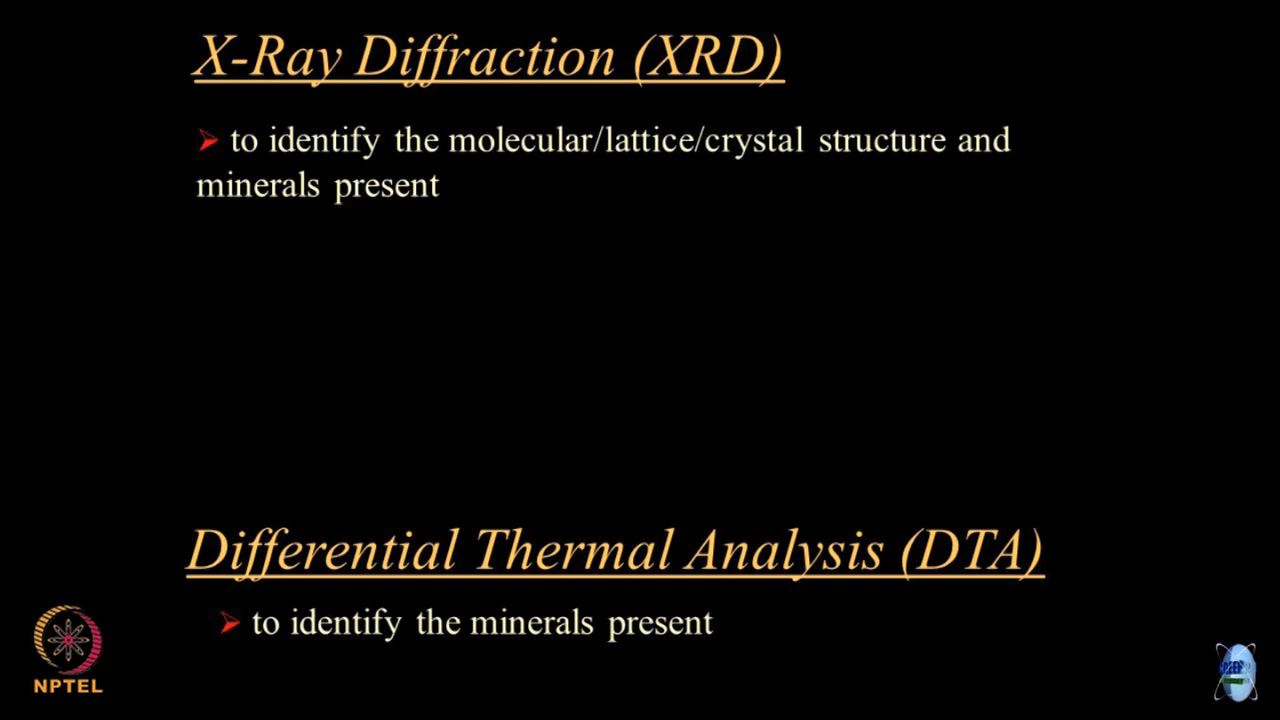 X-Ray Diffraction (XRD)
➢ to identify the molecular/lattice/crystal structure and
minerals present
Differential Thermal Analysis (DTA)
➢ to identify the minerals present
NPTEL